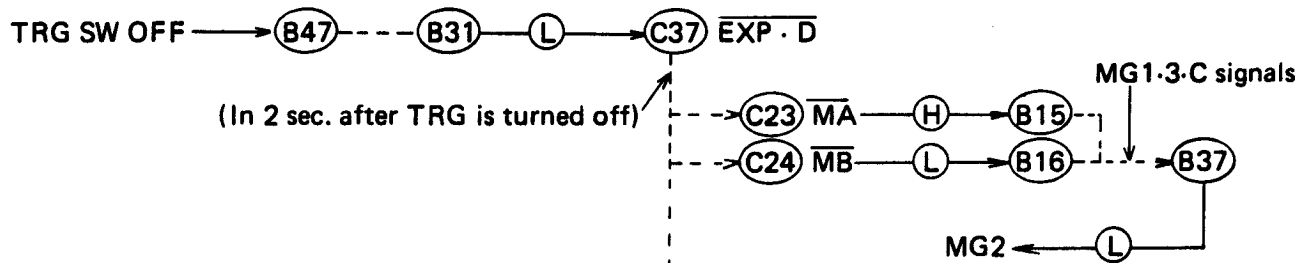 TRG SW OFF B47 B31 L C37 EXP·D
MG1·3·C signals
(In 2 sec. after TRG is turned off) C23 MA H B15
C24 MB L B16 B37
MG2 L